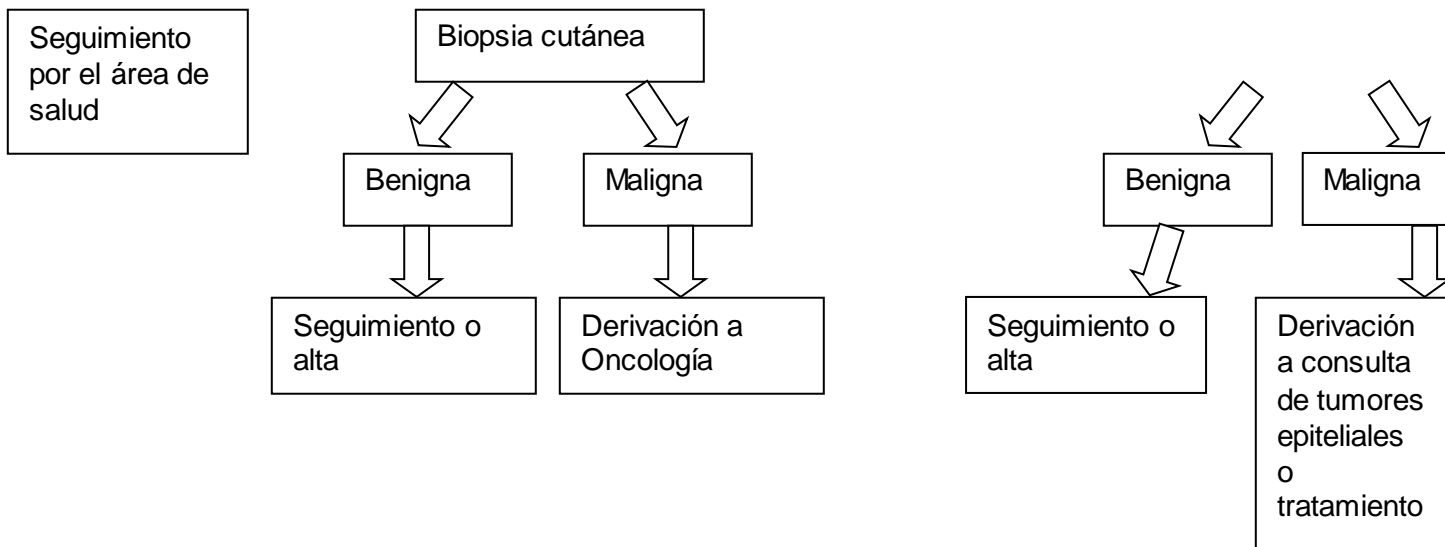 Seguimiento
por el área de
salud
Biopsia cutánea
Benigna
Maligna
Benigna
Maligna
Seguimiento o
alta
Derivación a
Oncología
Seguimiento o
alta
Derivación
a consulta
de tumores
epiteliales
o
tratamiento